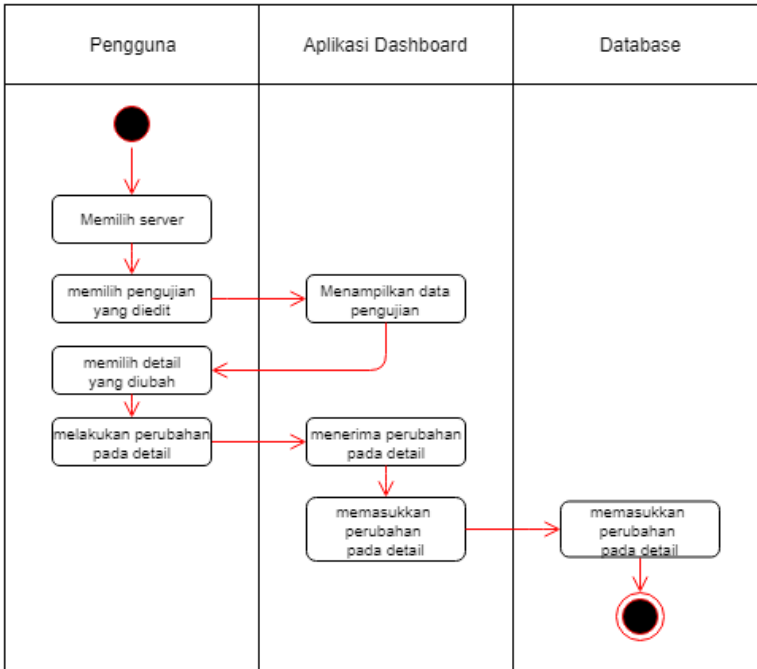 Pengguna
Aplikasi Dashboard
Database
Memilih server
memilih pengujian
yang diedit
Menampilkan data
pengujian
memilih detail
yang diubah
melakukan perubahan
pada detail
menerima perubahan
pada detail
memasukkan
perubahan
pada detail
memasukkan
perubahan
pada detail